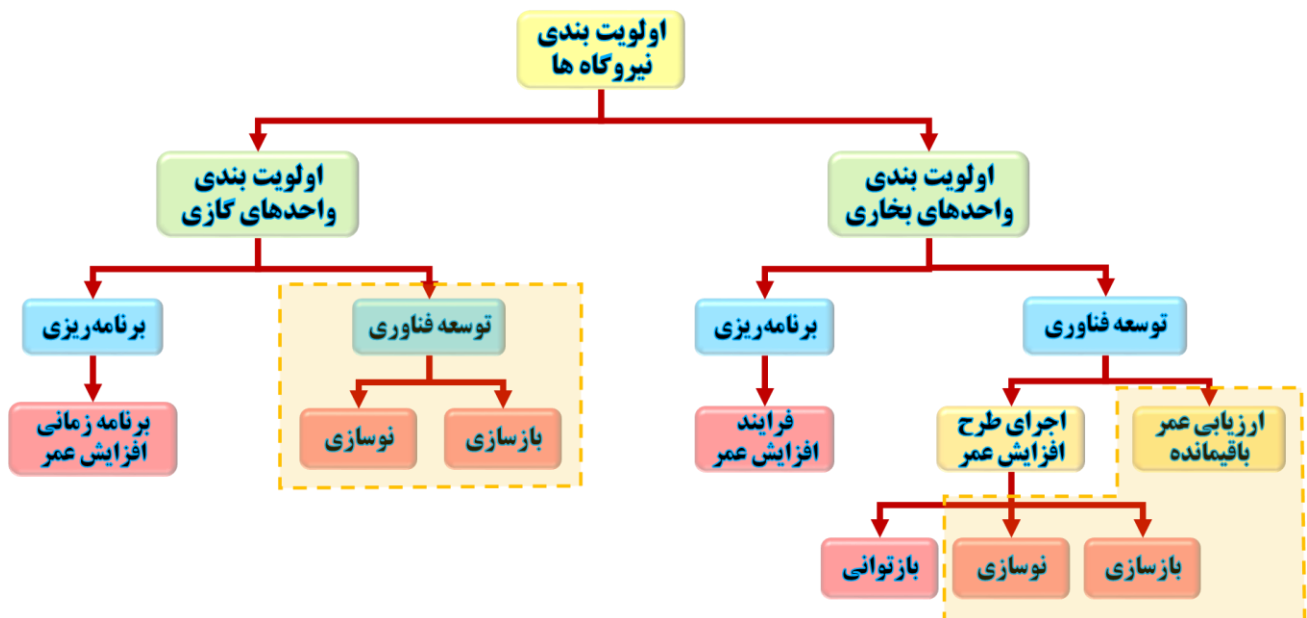 اولویت بندی
نیروگاه ها
اولویت بندی
واحدهای بخاری
اولویت بندی
واحدهای گازی
توسعه فناوری
برنامه‌ریزی
توسعه فناوری
برنامه‌ریزی
ارزیابی عمر
باقیمانده
اجرای طرح
افزایش عمر
فرایند
افزایش عمر
بازسازی
نوسازی
برنامه زمانی
افزایش عمر
بازسازی
نوسازی
بازتوانی